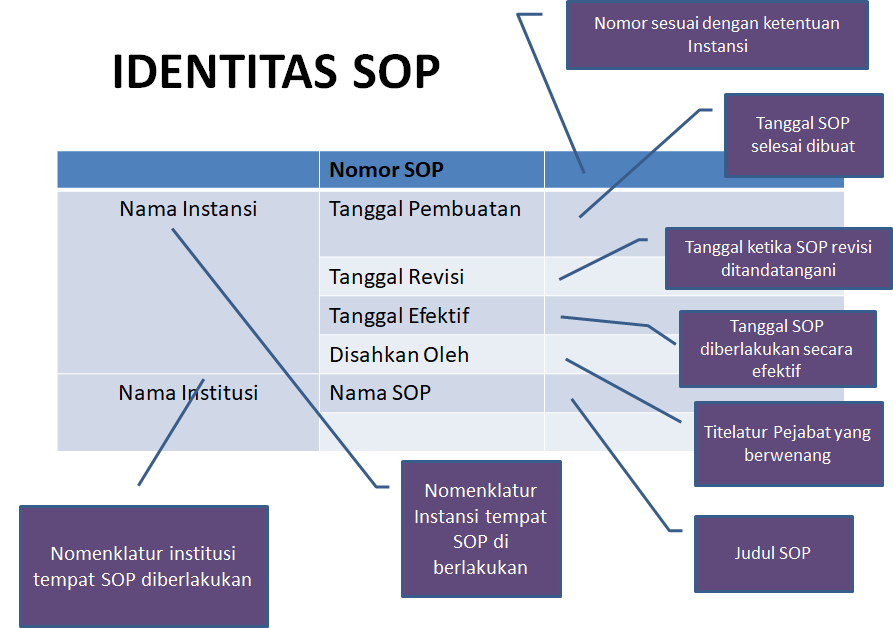 Nomor sesuai dengan ketentuan
Instansi
IDENTITAS SOP
Tanggal SOP
selesai dibuat
Nomor SOP
Nama Instansi
Tanggal Pembuatan
Tanggal ketika SOP revisi
ditandatangani
Tanggal Revisi
Tanggal Efektif
Tanggal SOP
diberlakukan secara
efektif
Disahkan Oleh
Nama Institusi
Nama SOP
Titelatur Pejabat yang
berwenang
Nomenklatur
Instansi tempat
SOP di
berlakukan
Nomenklatur institusi
tempat SOP diberlakukan
Judul SOP